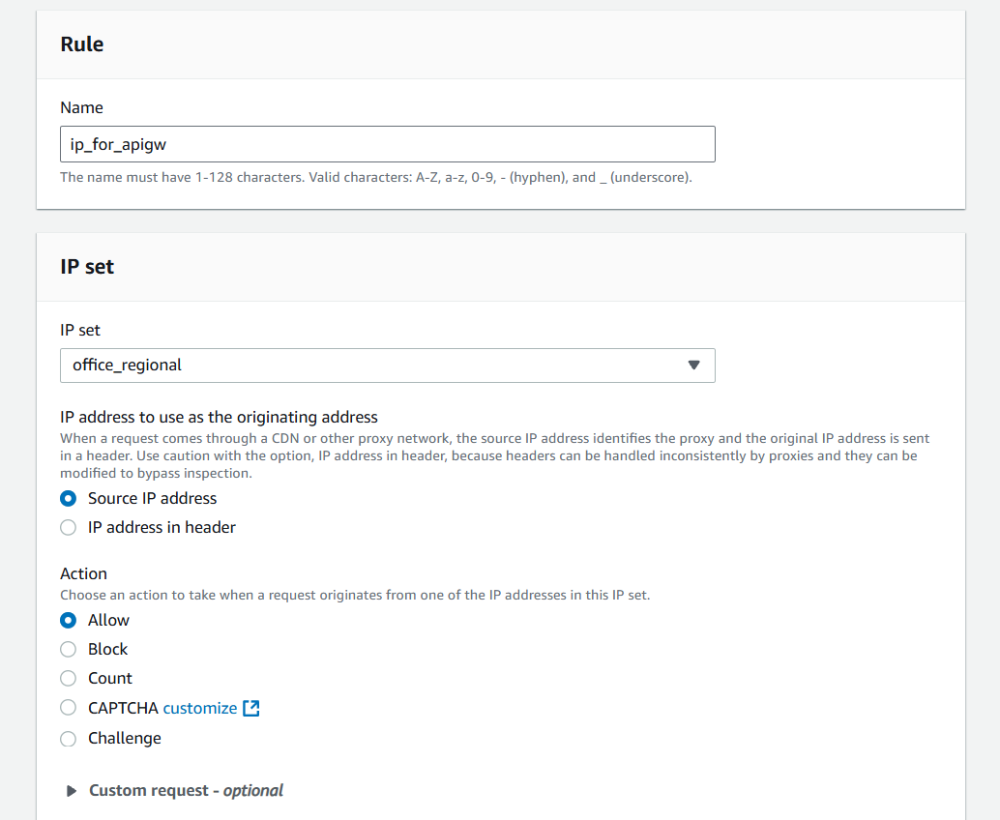 Rule
Name
ip_for_apigw
The name must have 1-128 characters. Valid characters: A-Z, a-z, 0-9, - (hyphen), and _ (underscore).
IP set
IP set
office_regional
IP address to use as the originating address
When a request comes through a CDN or other proxy network, the source IP address identifies the proxy and the original IP address is sent
in a header. Use caution with the option, IP address in header, because headers can be handled inconsistently by proxies and they can be
modified to bypass inspection.
Source IP address
IP address in header
Action
Choose an action to take when a request originates from one of the IP addresses in this IP set.
Allow
Block
Count
CAPTCHA customize
Challenge
Custom request - optional